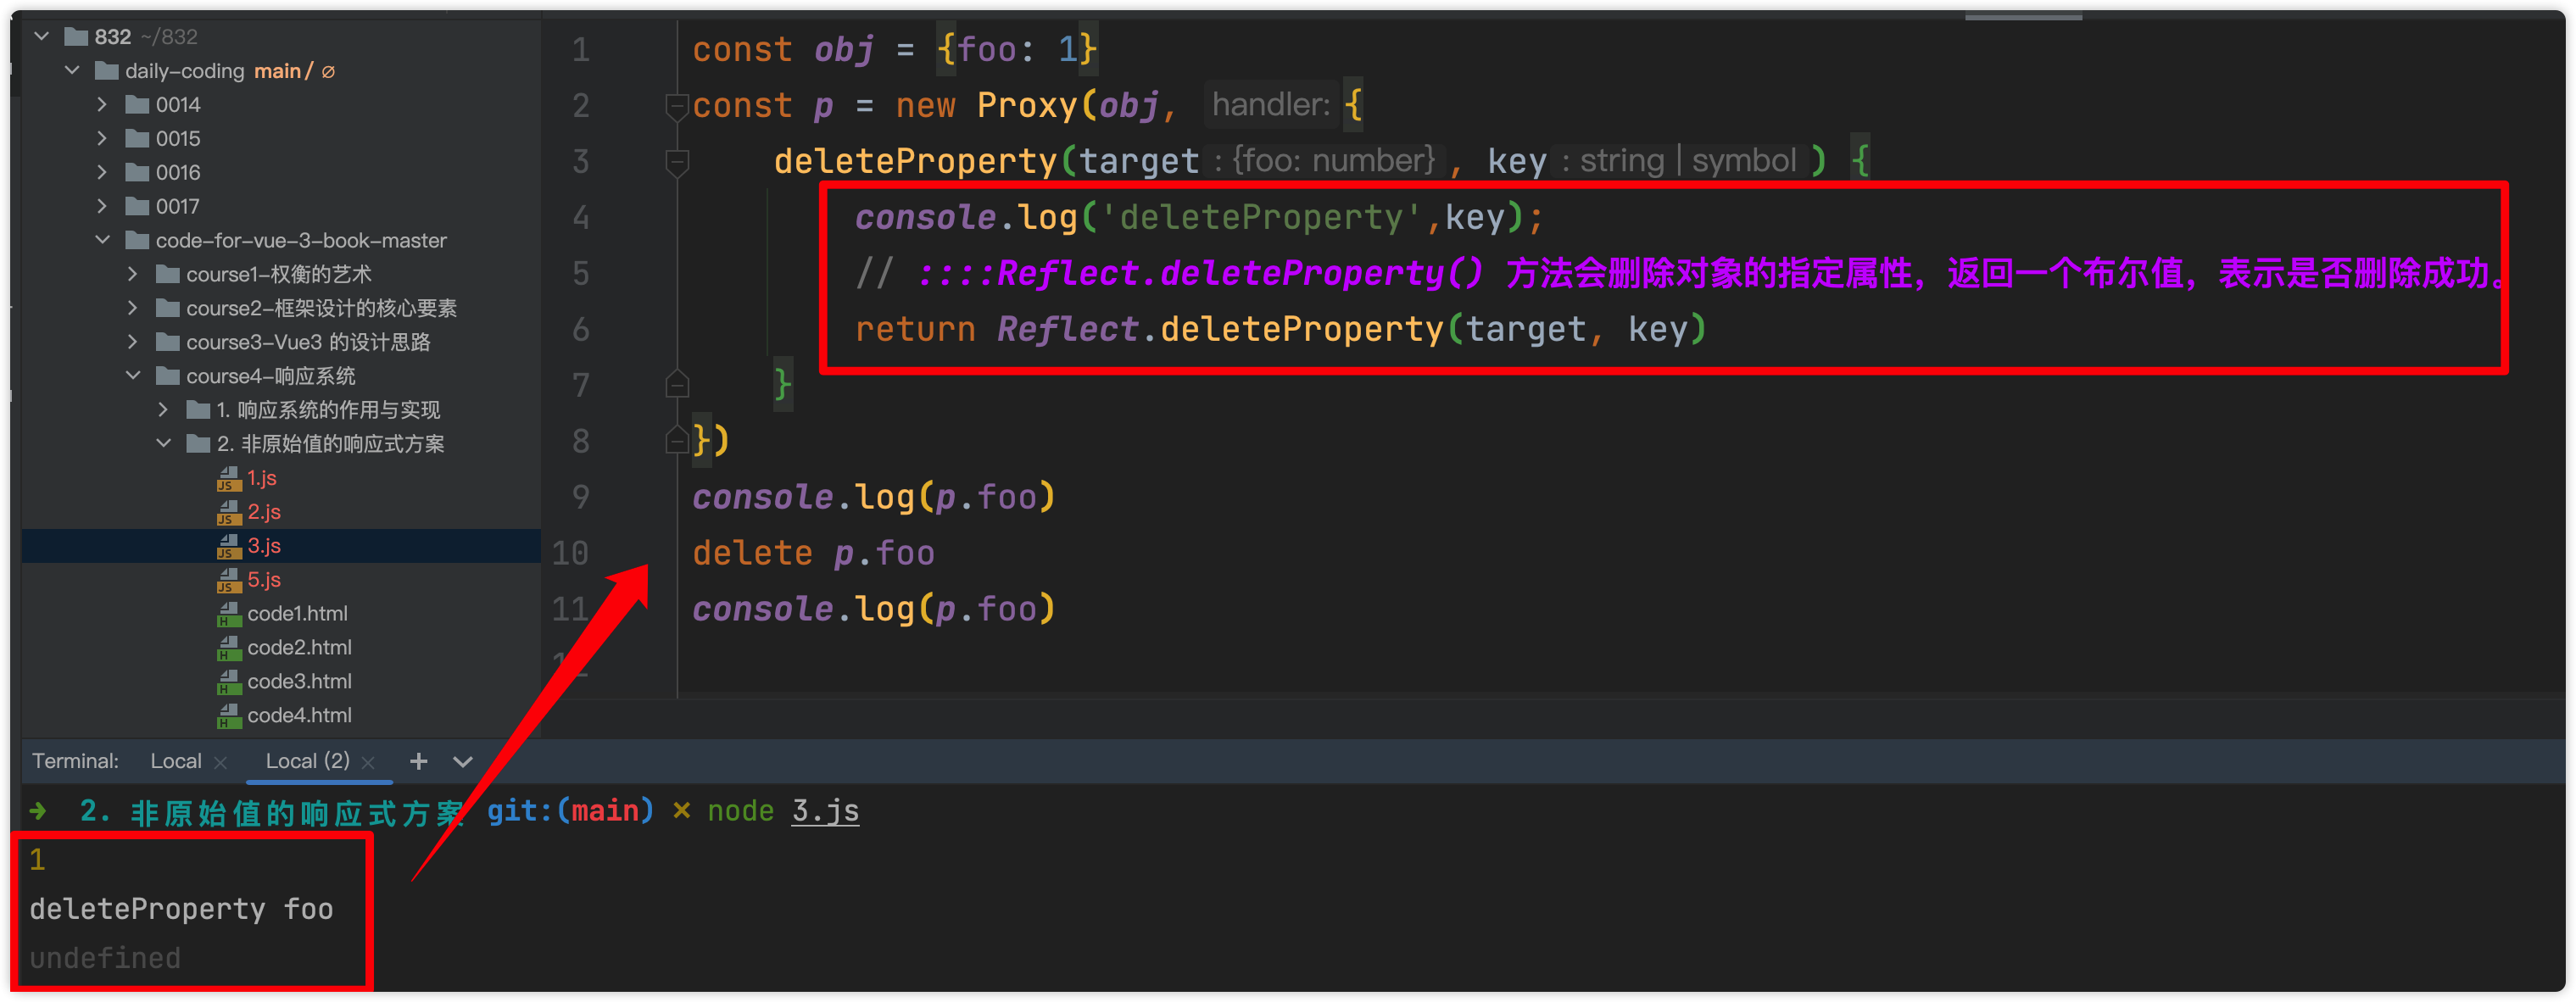 832 ~/832
daily-coding main / ∅
0014
0015
0016
0017
code-for-vue-3-book-master
course1-权衡的艺术
course2-框架设计的核心要素
course3-Vue3 的设计思路
course4-响应系统
1. 响应系统的作用与实现
2. 非原始值的响应式方案
JS 1.js
JS 2.js
JS 3.js
JS 5.js
H code1.html
H code2.html
H code3.html
H code4.html
1 const obj = {foo: 1}
2 const p = new Proxy(obj, handler: {
3 deleteProperty(target : {foo: number} , key : string | symbol ) {
4 console.log('deleteProperty',key);
5 // ::::Reflect.deleteProperty() 方法会删除对象的指定属性，返回一个布尔值，表示是否删除成功。
6 return Reflect.deleteProperty(target, key)
7 }
8 })
9 console.log(p.foo)
10 delete p.foo
11 console.log(p.foo)
Terminal: Local × Local (2) × +
➜ 2. 非原始值的响应式方案 git:(main) × node 3.js
1
deleteProperty foo
undefined